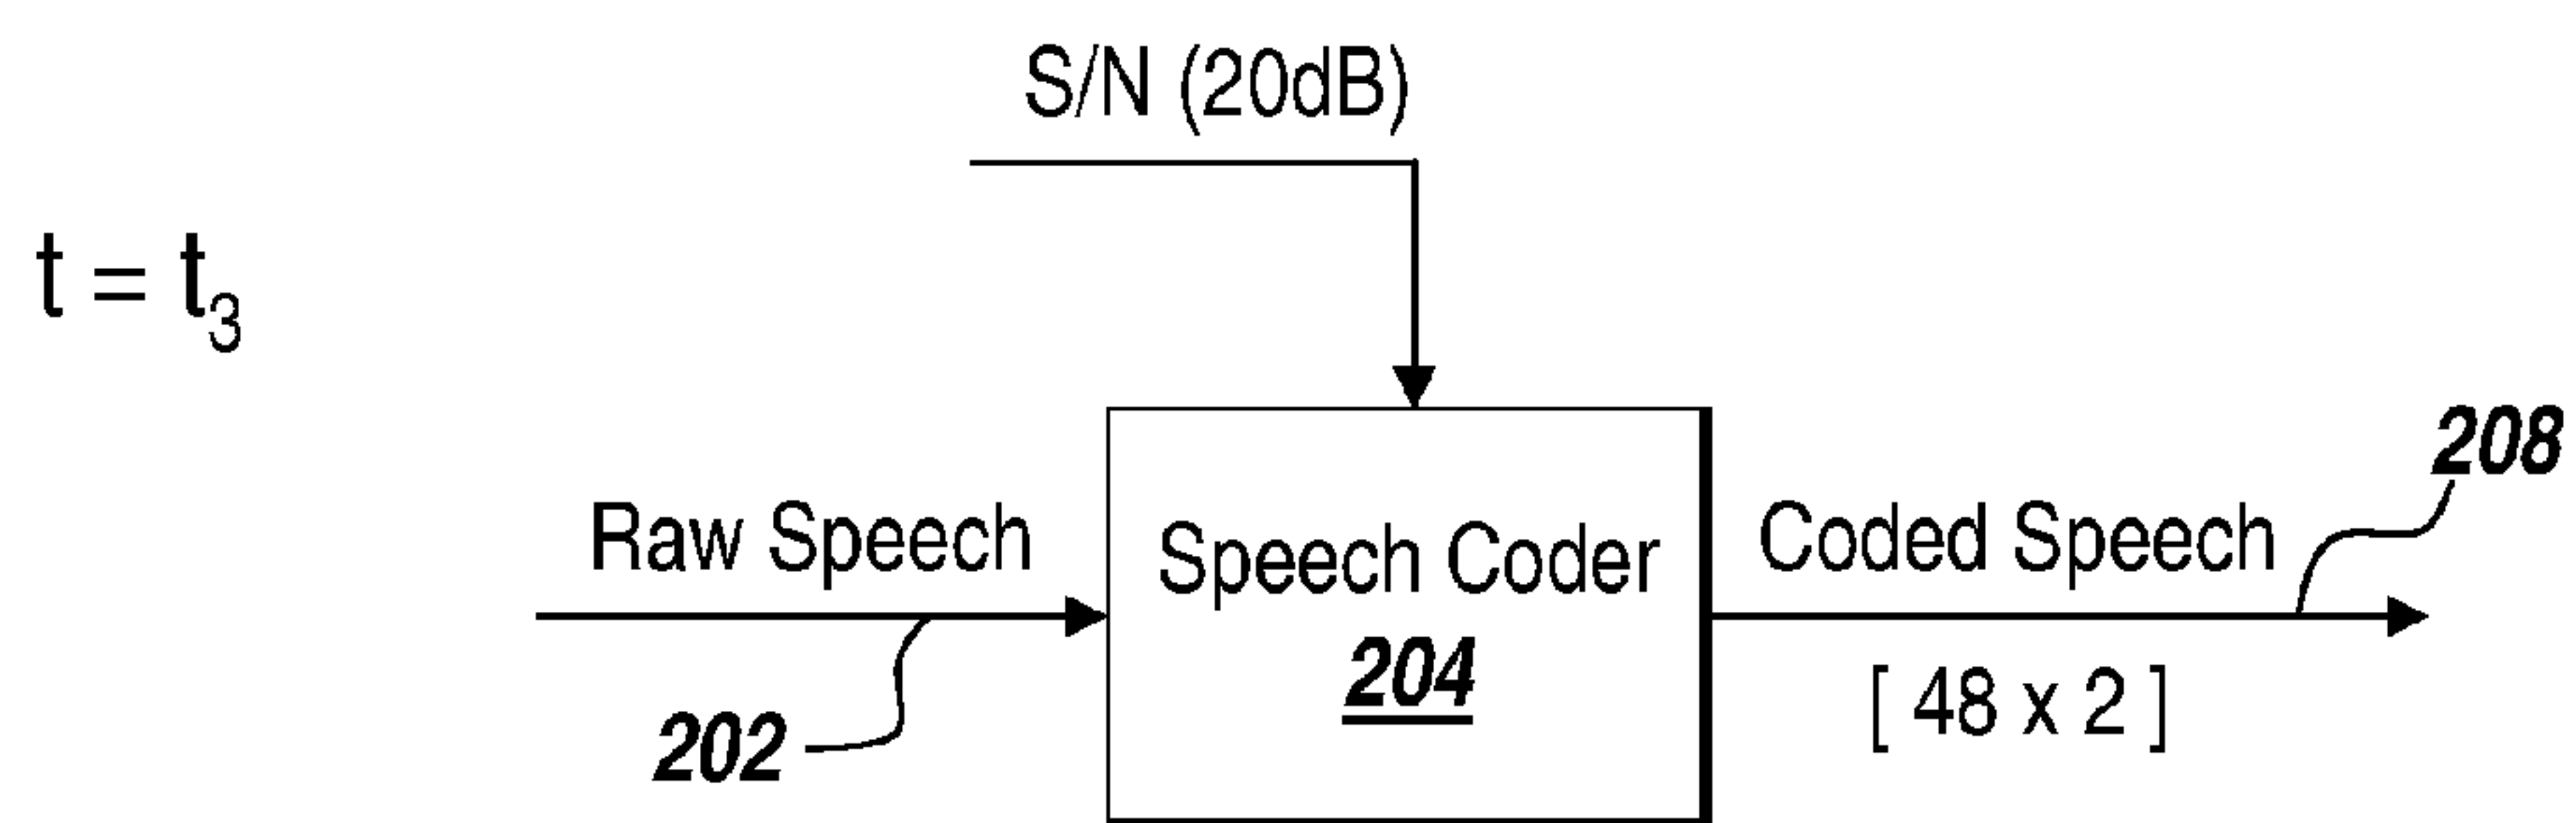 S/N (20dB)
t = t₃
208
Raw Speech
Speech Coder
Coded Speech
204
[ 48 x 2 ]
202